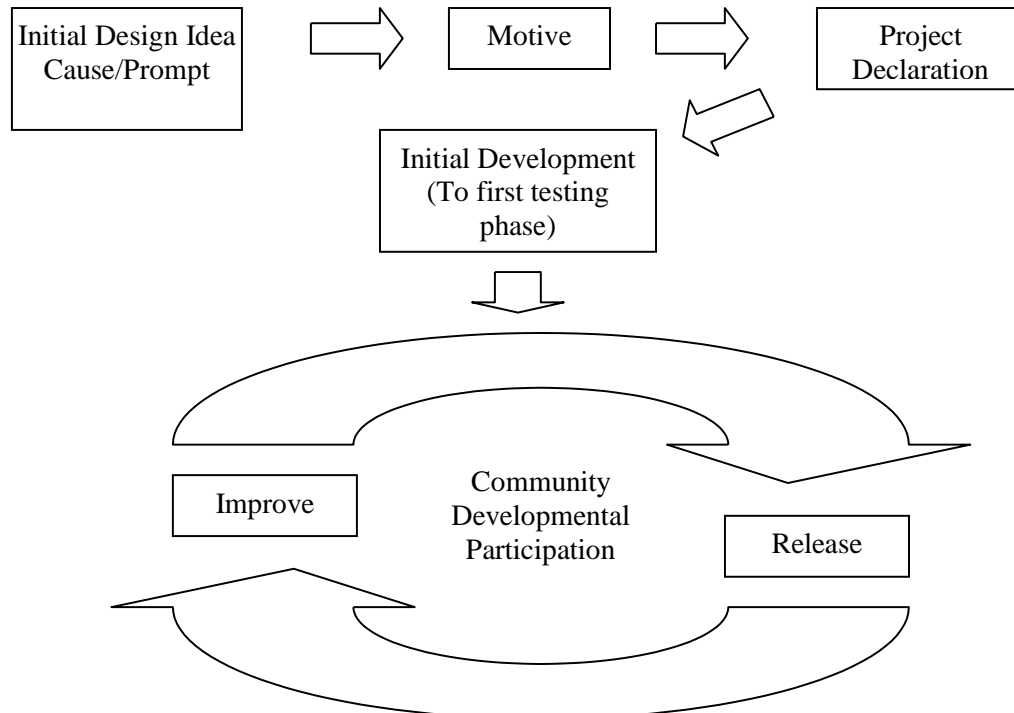 Initial Design Idea
Cause/Prompt
Motive
Project
Declaration
Initial Development
(To first testing
phase)
Improve
Community
Developmental
Participation
Release